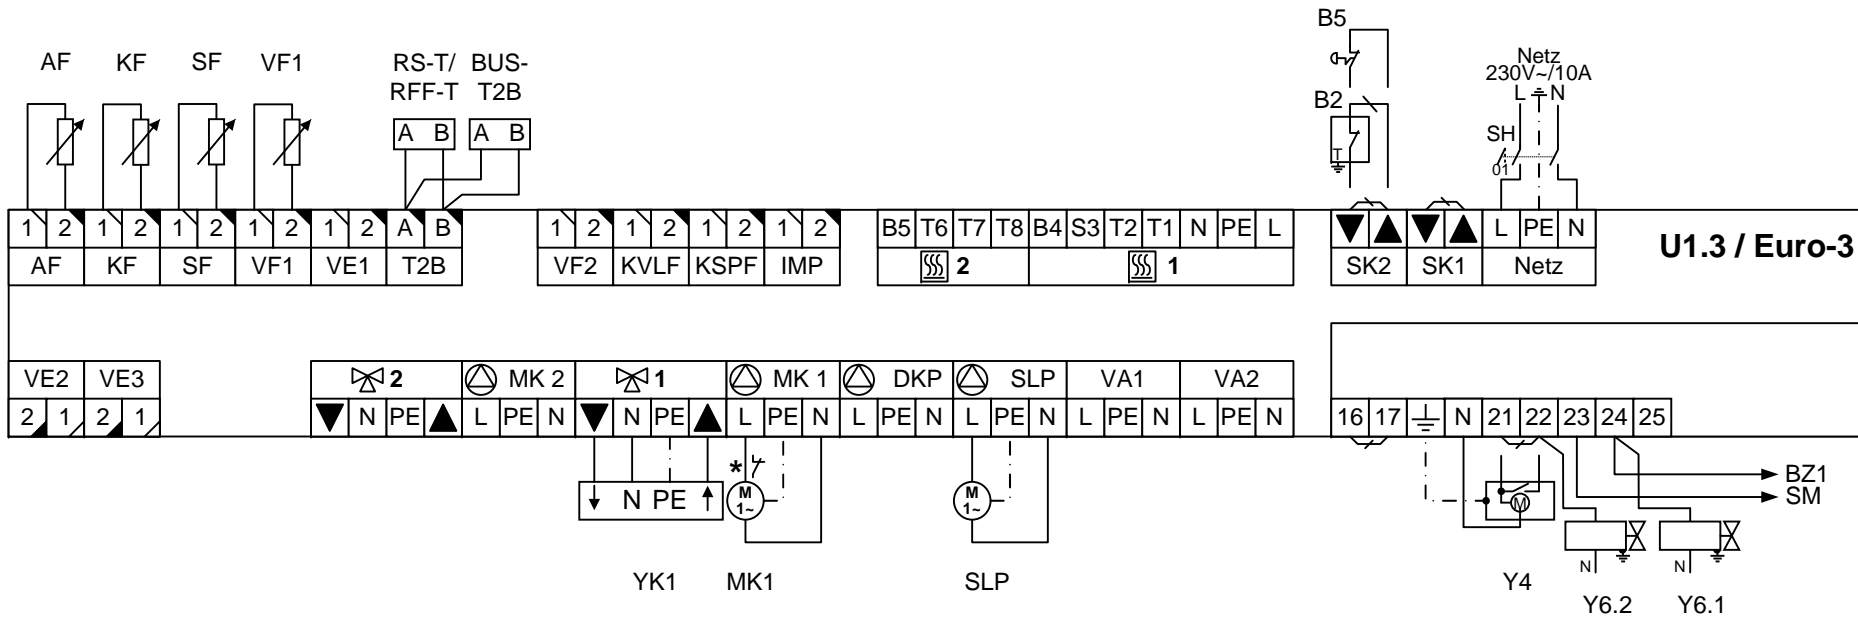 B5
AF KF SF VF1 RS-T/ BUS-
RFF-T T2B
Netz
230V~/10A
L N
B2
A B A B
SH
01
T
1 2 1 2 1 2 1 2 1 2 A B 1 2 1 2 1 2 1 2 B5 T6 T7 T8 B4 S3 T2 T1 N PE L L PE N
AF KF SF VF1 VE1 T2B VF2 KVLF KSPF IMP 2 1 SK2 SK1 Netz
U1.3 / Euro-3
VE2 VE3 2 MK 2 1 MK 1 DKP SLP VA1 VA2
2 1 2 1 N PE L PE N N PE L PE N L PE N L PE N L PE N L PE N 16 17 N 21 22 23 24 25
*
N PE M 1~ M 1~ M
BZ1
SM
N N
YK1 MK1 SLP Y4
Y6.2 Y6.1